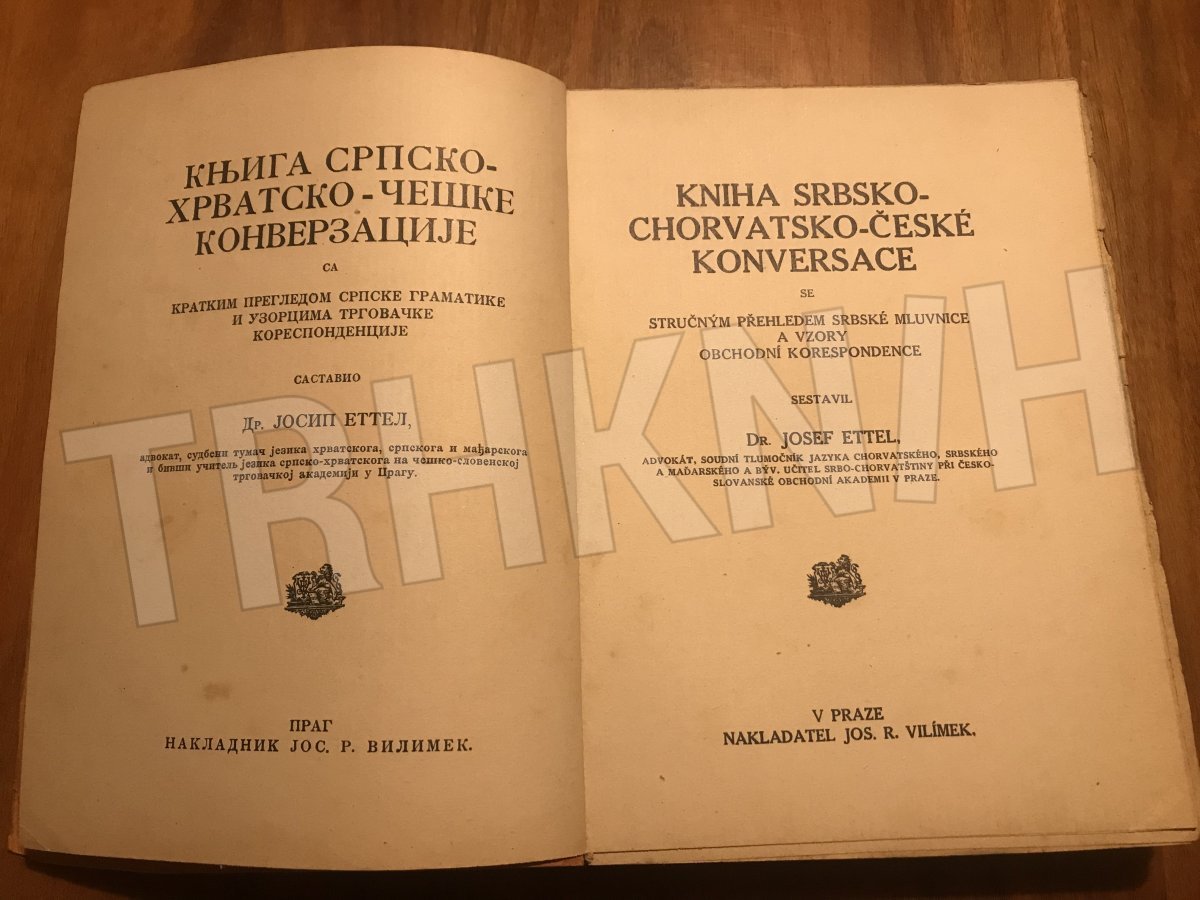 КЊИГА СРПСКО-
ХРВАТСКО-ЧЕШКЕ
КОНВЕРЗАЦИЈЕ
СА
КРАТКИМ ПРЕГЛЕДОМ СРПСКЕ ГРАМАТИКЕ
И УЗОРЦИМА ТРГОВАЧКЕ
КОРЕСПОНДЕНЦИЈЕ
САСТАВИО
Др. ЈОСИП ЕТТЕЛ,
адвокат, судбени тумач језика хрватскога, српскога и мађарскога
и бивши учитељ језика српско-хрватскога на чешко-словенској
трговачкој академији у Прагу.
ПРАГ
НАКЛАДНИК ЈОС. Р. ВИЛИМЕК.
KNIHA SRBSKO-
CHORVATSKO-ČESKÉ
KONVERSACE
SE
STRUČNÝM PŘEHLEDEM SRBSKÉ MLUVNICE
A VZORY
OBCHODNÍ KORESPONDENCE
SESTAVIL
DR. JOSEF ETTEL,
ADVOKÁT, SOUDNÍ TLUMOČNÍK JAZYKA CHORVATSKÉHO, SRBSKÉHO
A MAĎARSKÉHO A BÝV. UČITEL SRBO-CHORVATŠTINY PŘI ČESKO-
SLOVANSKÉ OBCHODNÍ AKADEMII V PRAZE.
V PRAZE
NAKLADATEL JOS. R. VILÍMEK.
TRHKNIH